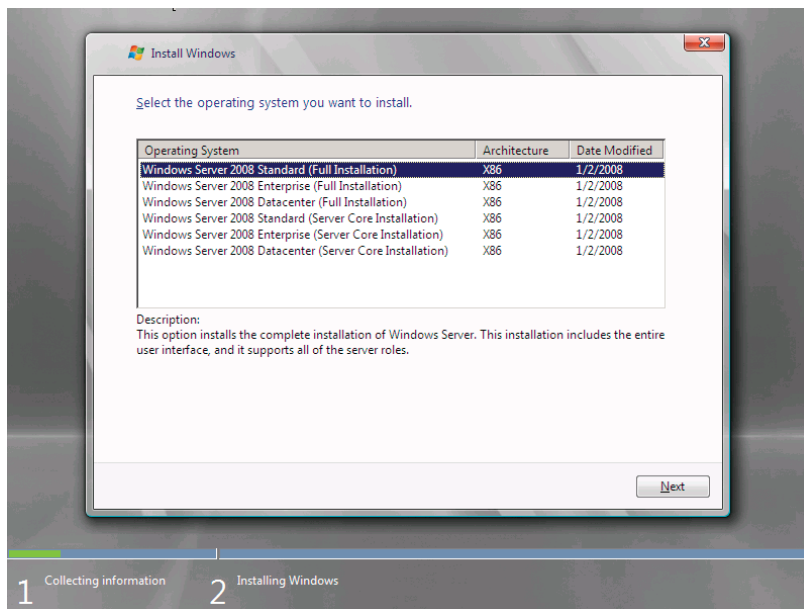 Install Windows
Select the operating system you want to install.
Operating System Architecture Date Modified
Windows Server 2008 Standard (Full Installation) X86 1/2/2008
Windows Server 2008 Enterprise (Full Installation) X86 1/2/2008
Windows Server 2008 Datacenter (Full Installation) X86 1/2/2008
Windows Server 2008 Standard (Server Core Installation) X86 1/2/2008
Windows Server 2008 Enterprise (Server Core Installation) X86 1/2/2008
Windows Server 2008 Datacenter (Server Core Installation) X86 1/2/2008
Description:
This option installs the complete installation of Windows Server. This installation includes the entire
user interface, and it supports all of the server roles.
Next
1 Collecting information 2 Installing Windows